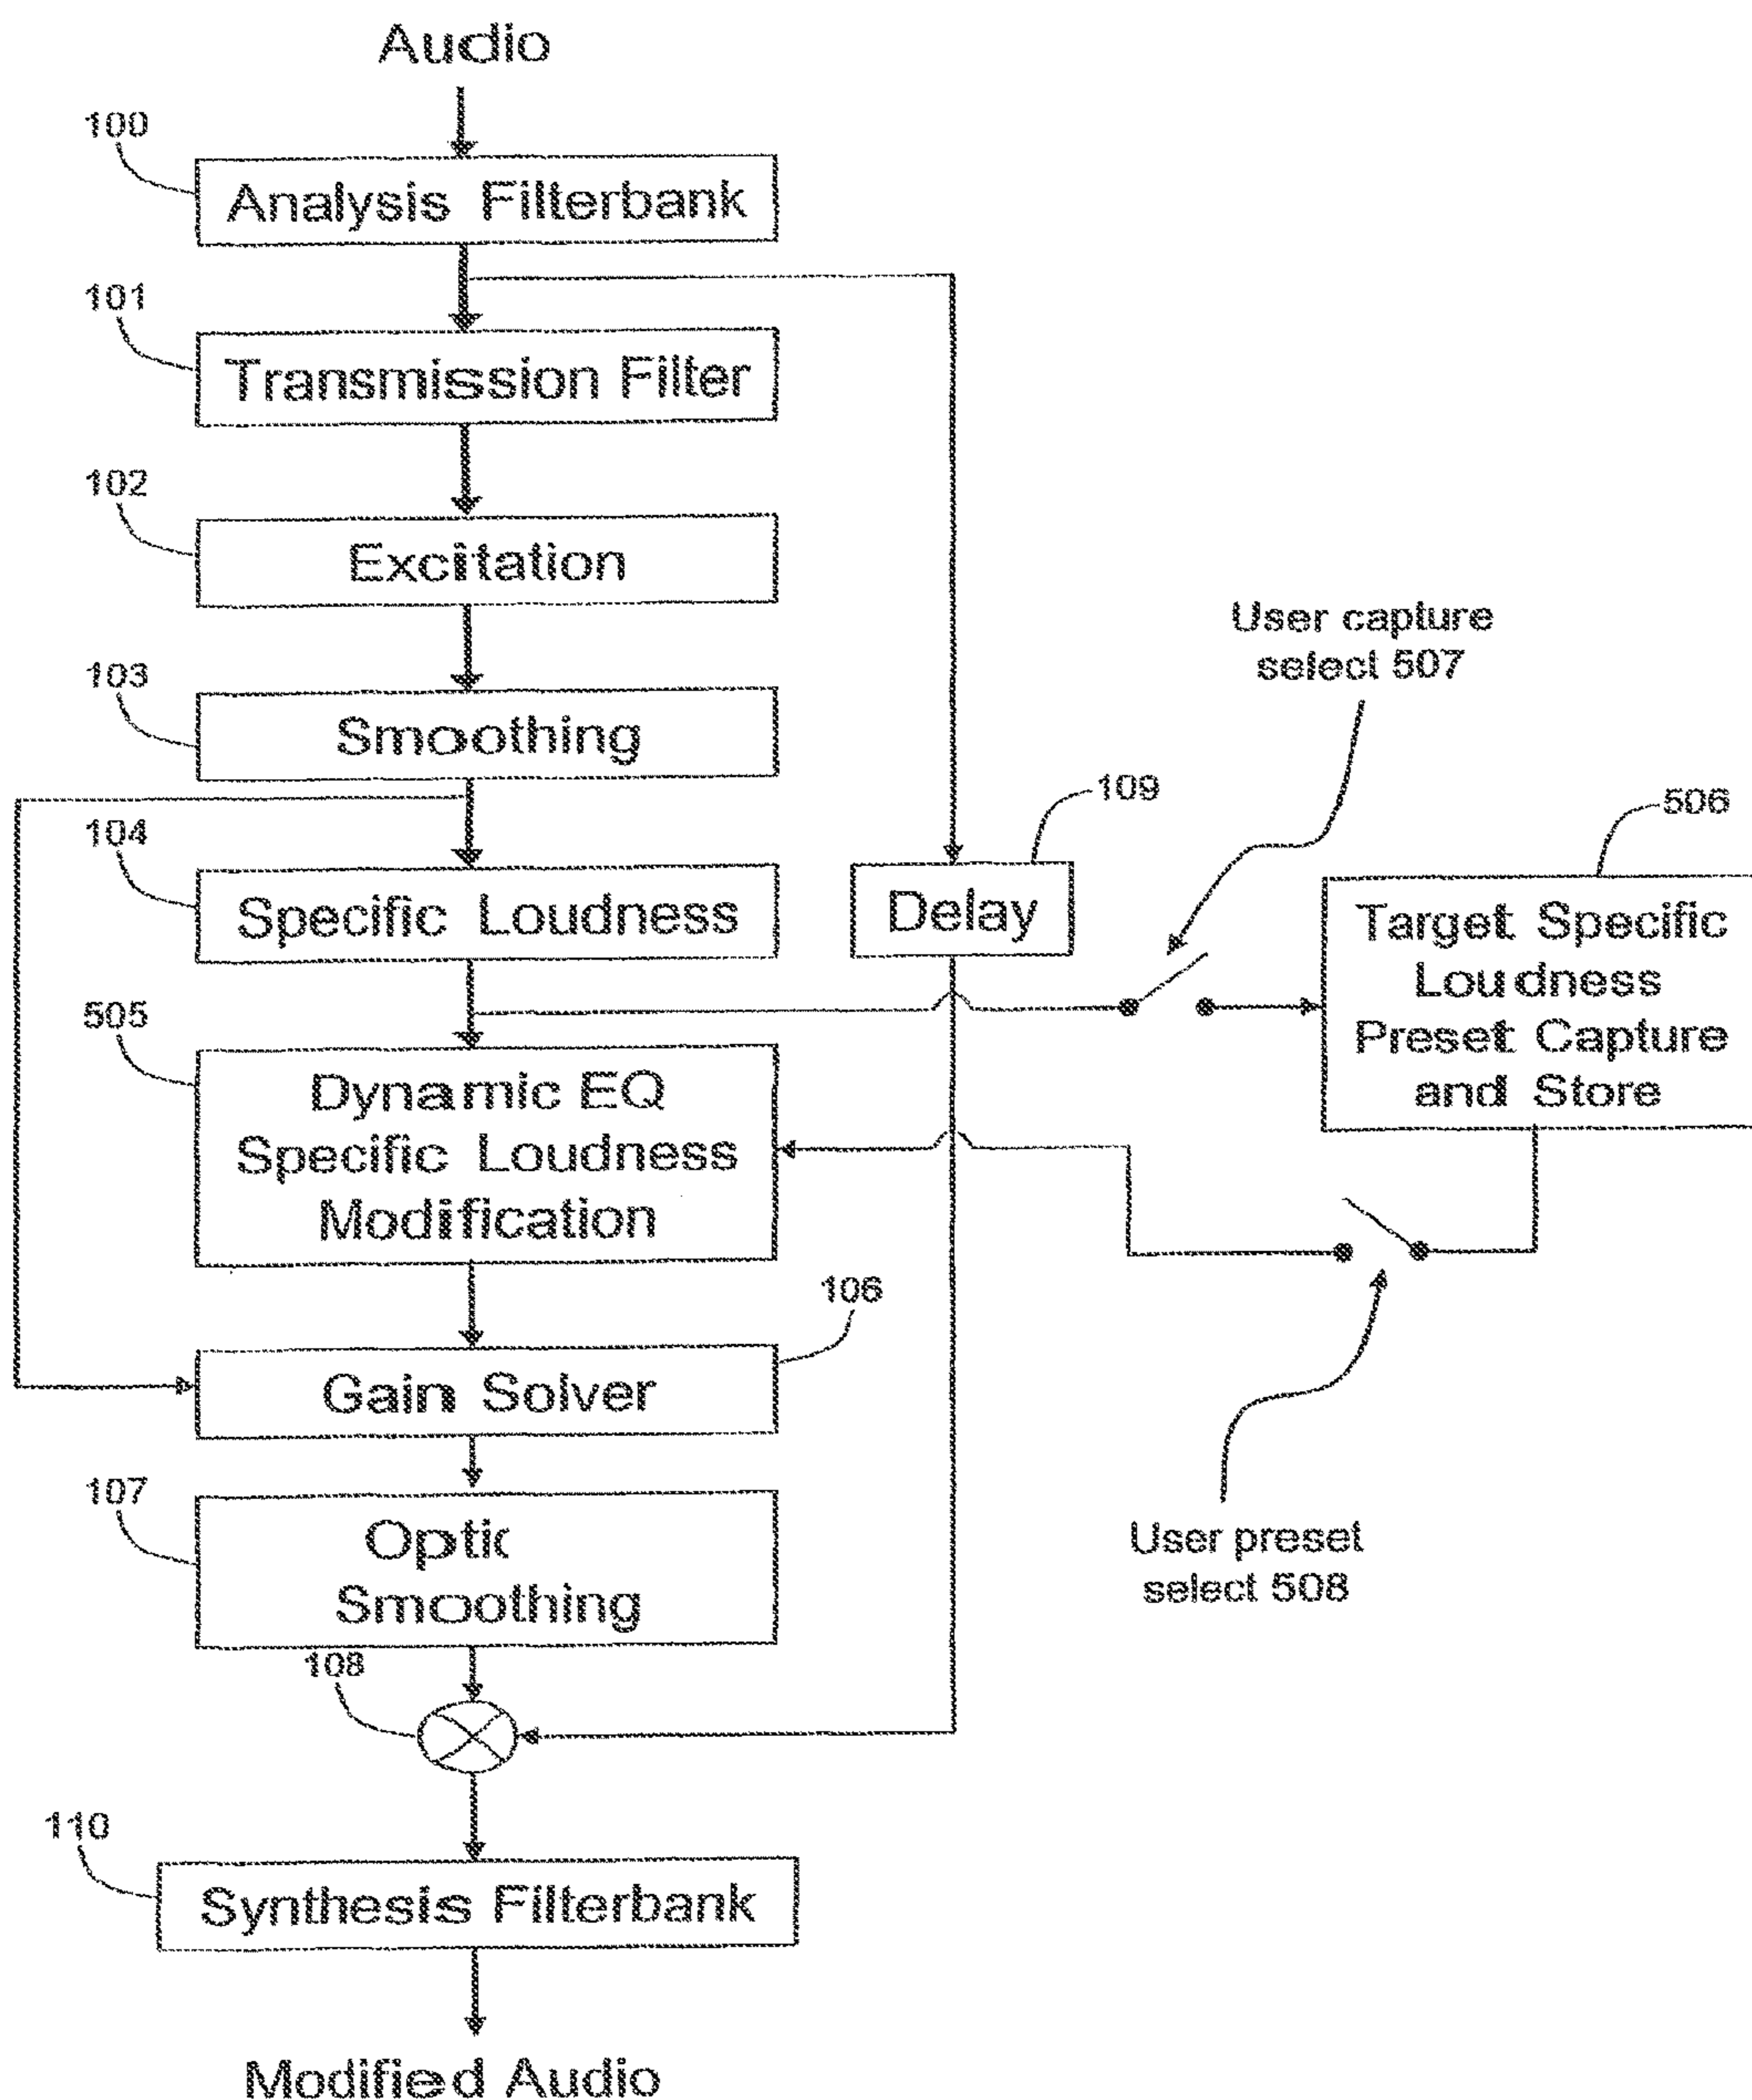 Audio
100
Analysis Filterbank
101
Transmission Filter
102
Excitation
103
Smoothing
104
Specific Loudness
109
Delay
User capture
select 507
506
Target Specific
Loudness
Preset Capture
and Store
505
Dynamic EQ
Specific Loudness
Modification
106
Gain Solver
107
Optic
Smoothing
User preset
select 508
108
110
Synthesis Filterbank
Modified Audio